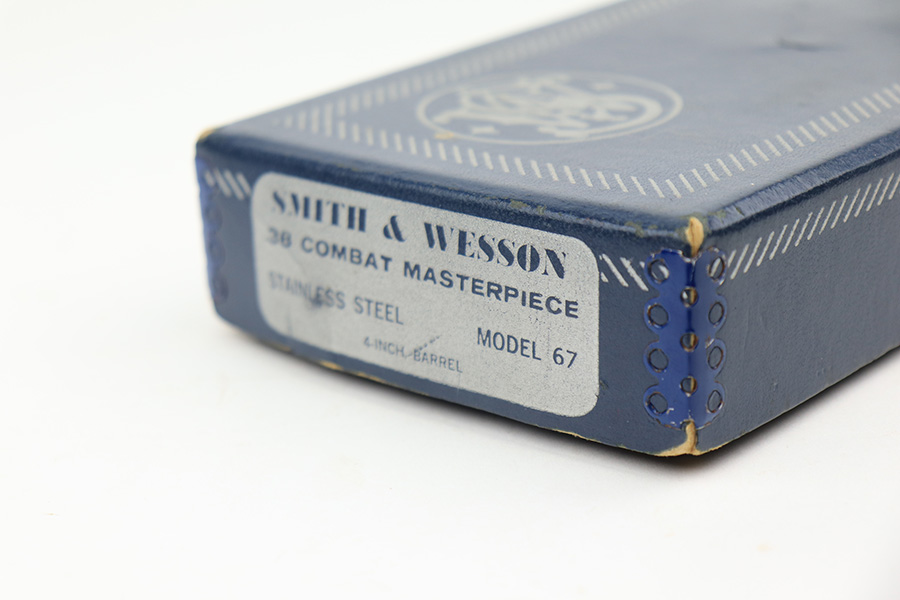 SMITH & WESSON
38 COMBAT MASTERPIECE
STAINLESS STEEL
MODEL 67
4-INCH BARREL